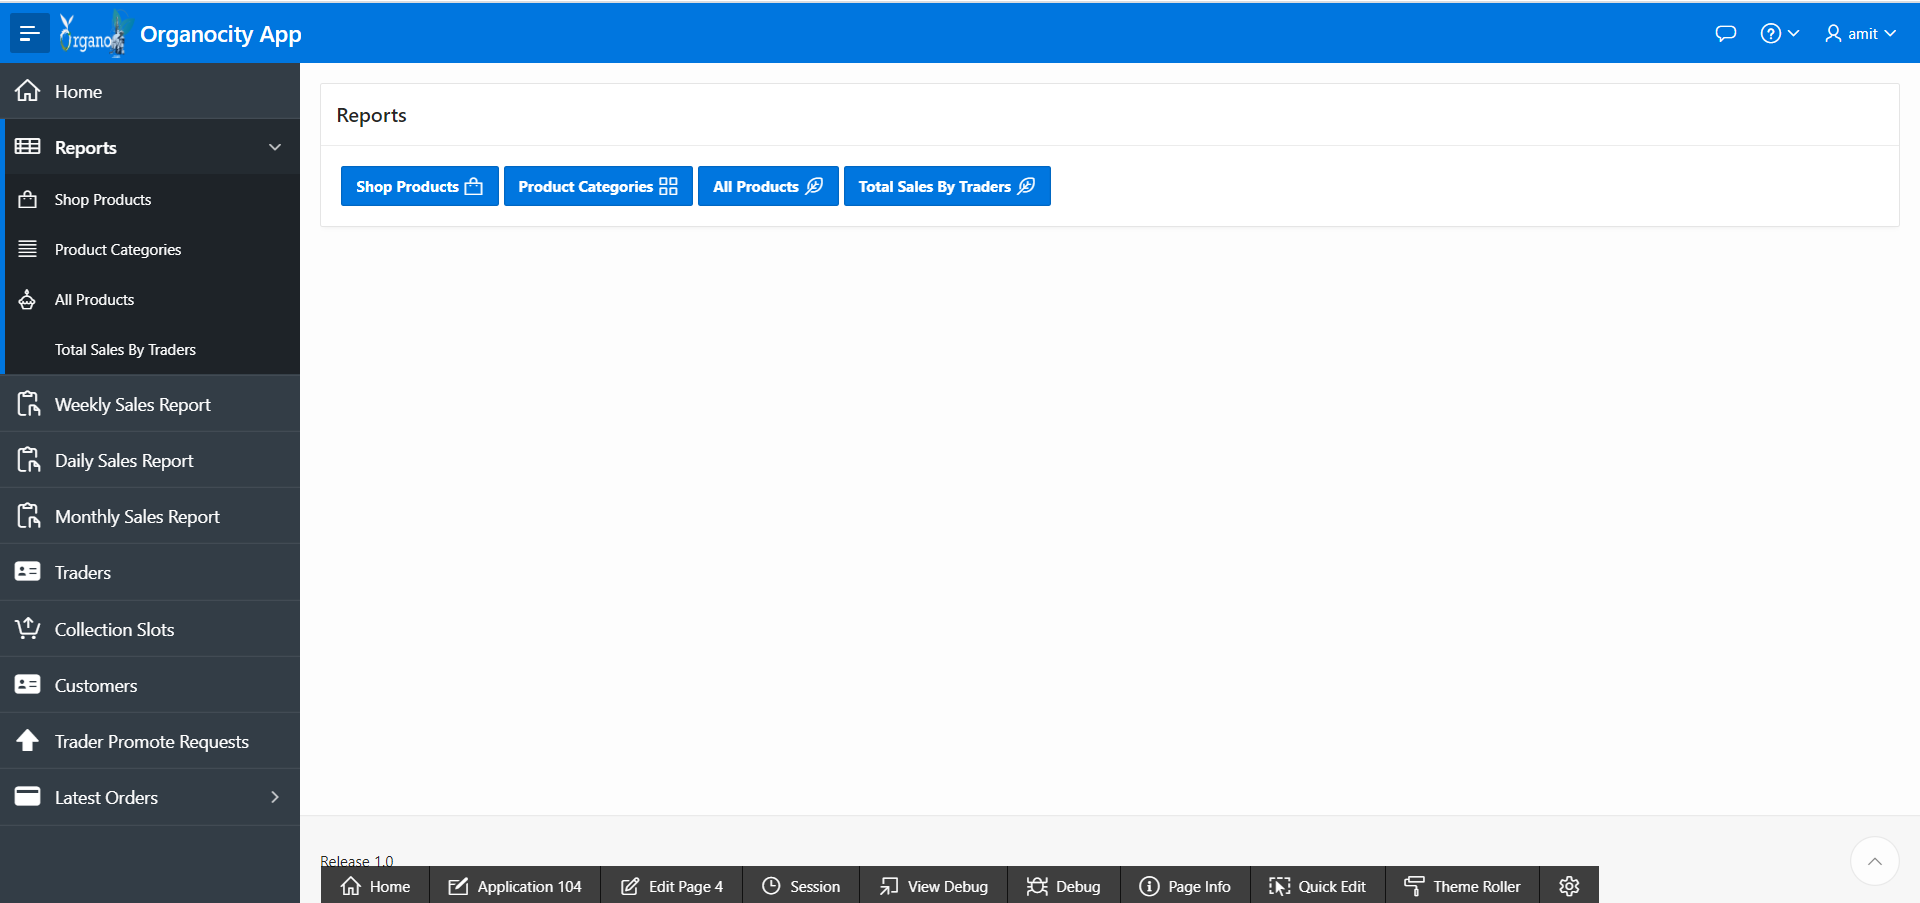 Organo Organocity App
amit
Home
Reports
Shop Products
Product Categories
All Products
Total Sales By Traders
Weekly Sales Report
Daily Sales Report
Monthly Sales Report
Traders
Collection Slots
Customers
Trader Promote Requests
Latest Orders
Reports
Shop Products Product Categories All Products Total Sales By Traders
Release 1.0
Home Application 104 Edit Page 4 Session View Debug Debug Page Info Quick Edit Theme Roller